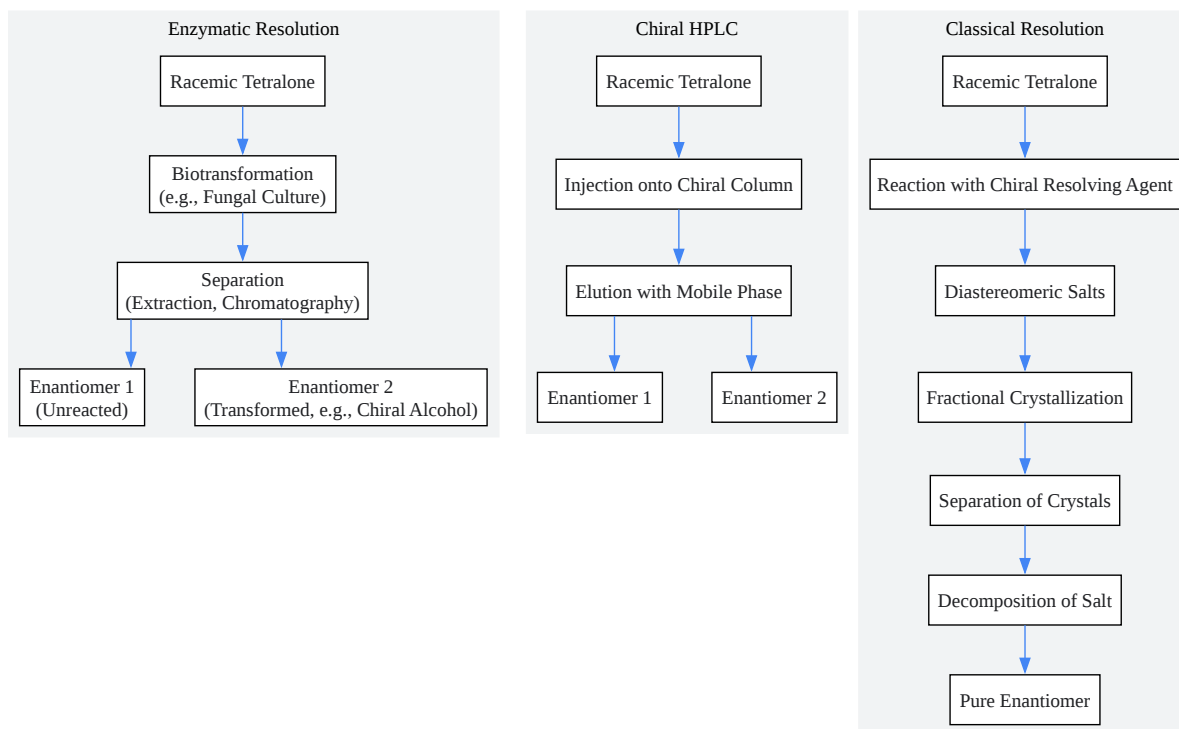 Enzymatic Resolution
Racemic Tetralone
Biotransformation
(e.g., Fungal Culture)
Separation
(Extraction, Chromatography)
Enantiomer 1
(Unreacted)
Enantiomer 2
(Transformed, e.g., Chiral Alcohol)
Chiral HPLC
Racemic Tetralone
Injection onto Chiral Column
Elution with Mobile Phase
Enantiomer 1
Enantiomer 2
Classical Resolution
Racemic Tetralone
Reaction with Chiral Resolving Agent
Diastereomeric Salts
Fractional Crystallization
Separation of Crystals
Decomposition of Salt
Pure Enantiomer